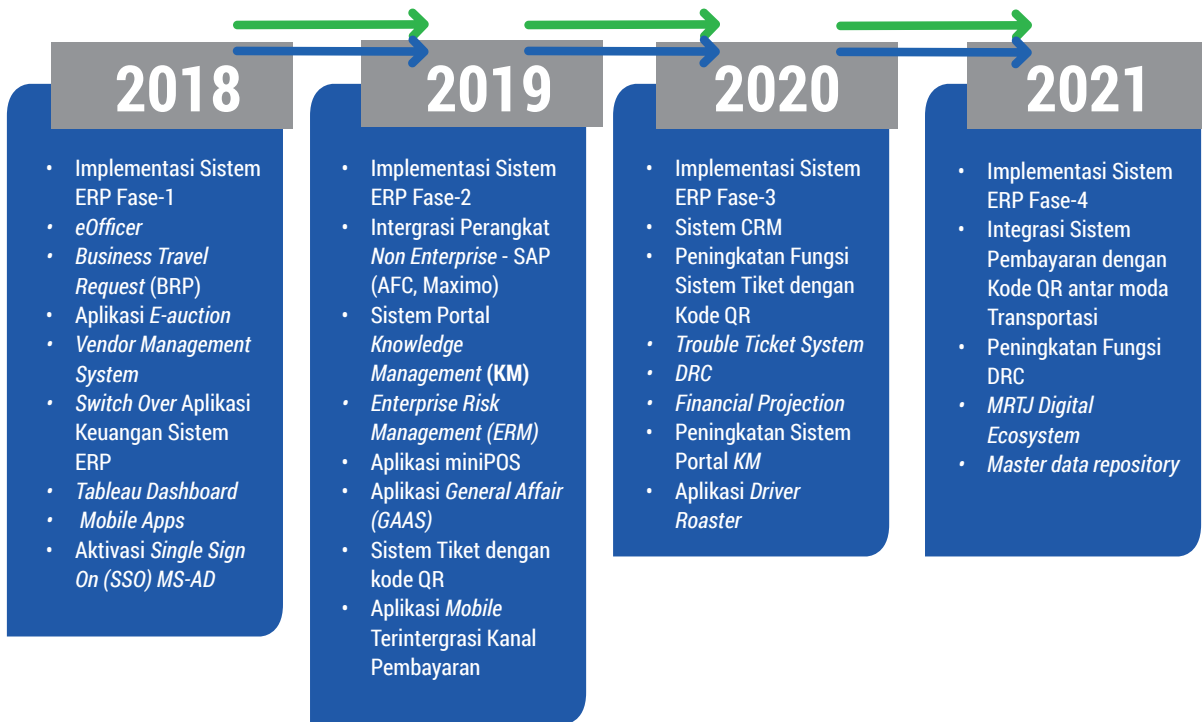 2018
• Implementasi Sistem
ERP Fase-1
• eOfficer
• Business Travel
Request (BRP)
• Aplikasi E-auction
• Vendor Management
System
• Switch Over Aplikasi
Keuangan Sistem
ERP
• Tableau Dashboard
• Mobile Apps
• Aktivasi Single Sign
On (SSO) MS-AD
2019
• Implementasi Sistem
ERP Fase-2
• Intergrasi Perangkat
Non Enterprise - SAP
(AFC, Maximo)
• Sistem Portal
Knowledge
Management (KM)
• Enterprise Risk
Management (ERM)
• Aplikasi miniPOS
• Aplikasi General Affair
(GAAS)
• Sistem Tiket dengan
kode QR
• Aplikasi Mobile
Terintergrasi Kanal
Pembayaran
2020
• Implementasi Sistem
ERP Fase-3
• Sistem CRM
• Peningkatan Fungsi
Sistem Tiket dengan
Kode QR
• Trouble Ticket System
• DRC
• Financial Projection
• Peningkatan Sistem
Portal KM
• Aplikasi Driver
Roaster
2021
• Implementasi Sistem
ERP Fase-4
• Integrasi Sistem
Pembayaran dengan
Kode QR antar moda
Transportasi
• Peningkatan Fungsi
DRC
• MRTJ Digital
Ecosystem
• Master data repository